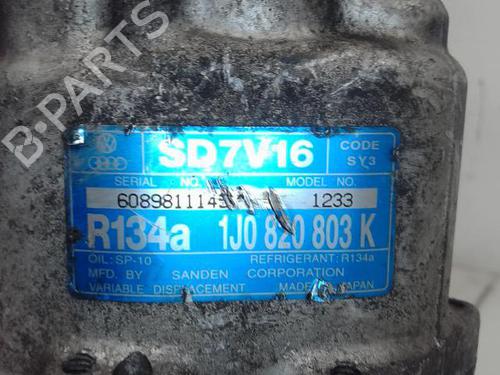 B-PARTS
SD7V16
CODE
SY3
SERIAL NO.
MODEL NO.
608981114
1233
R134a 1J0 820 803 K
OIL:SP-10 REFRIGERANT:R134a
MFD. BY SANDEN CORPORATION
VARIABLE DISPLACEMENT MADE IN JAPAN